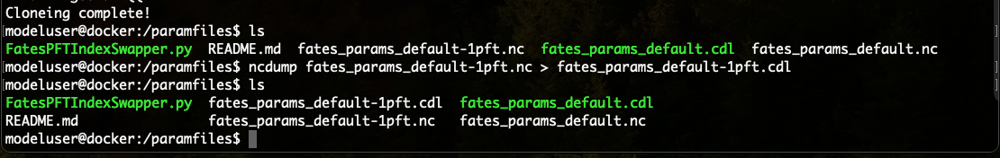 Cloneing complete!
[modeluser@docker:/paramfiles$ ls
FatesPFTIndexSwapper.py README.md fates_params_default-1pft.nc fates_params_default.cdl fates_params_default.nc
[modeluser@docker:/paramfiles$ ncdump fates_params_default-1pft.nc > fates_params_default-1pft.cdl
[modeluser@docker:/paramfiles$ ls
FatesPFTIndexSwapper.py fates_params_default-1pft.cdl fates_params_default.cdl
README.md fates_params_default-1pft.nc fates_params_default.nc
modeluser@docker:/paramfiles$